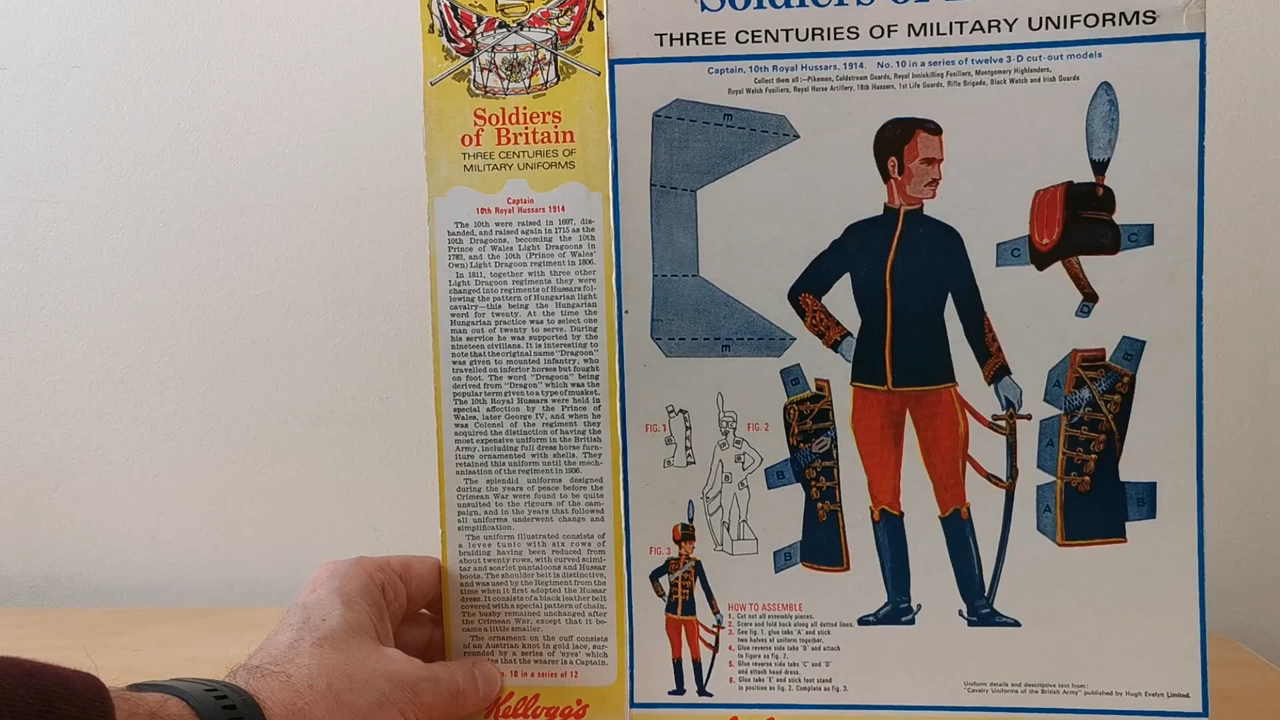 Soldiers
of Britain
THREE CENTURIES OF
MILITARY UNIFORMS
Captain
10th Royal Hussars 1914
The 10th were raised in 1697, dis-
banded, and raised again in 1715 as the
10th Dragoons, becoming the 10th
Prince of Wales Light Dragoons in
1783, and the 10th (Prince of Wales'
Own) Light Dragoon regiment in 1806.
In 1811, together with three other
Light Dragoon regiments they were
changed into regiments of Hussars fol-
lowing the pattern of Hungarian light
cavalry—this being the Hungarian
word for twenty. At the time the
Hungarian practice was to select one
man out of twenty to serve. During
his service he was supported by the
nineteen civilians. It is interesting to
note that the original name "Dragoon"
was given to mounted infantry, who
travelled on inferior horses but fought
on foot. The word "Dragoon" being
derived from "Dragon" which was the
popular term given to a type of musket.
The 10th Royal Hussars were held in
special affection by the Prince of
Wales, later George IV, and when he
was Colonel of the regiment they
acquired the distinction of having the
most expensive uniform in the British
Army, including full dress horse furn-
iture ornamented with shells. They
retained this uniform until the mech-
anisation of the regiment in 1936.
The splendid uniforms designed
during the years of peace before the
Crimean War were found to be quite
unsuited to the rigours of the cam-
paign, and in the years that followed
all uniforms underwent change and
simplification.
The uniform illustrated consists of
a levee tunic with six rows of
braiding having been reduced from
about twenty rows, with curved scimi-
tar and scarlet pantaloons and Hussar
boots. The shoulder belt is distinctive,
and was used by the Regiment from the
time when it first adopted the Hussar
dress. It consists of a black leather belt
covered with a special pattern of chain.
The busby remained unchanged after
the Crimean War, except that it be-
came a little smaller.
The ornament on the cuff consists
of an Austrian knot in gold lace, sur-
rounded by a series of 'eyes' which
that the wearer is a Captain.
10 in a series of 12
Kellogg's
Soldiers of
THREE CENTURIES OF MILITARY UNIFORMS
Captain, 10th Royal Hussars, 1914. No. 10 in a series of twelve 3-D cut-out models
Collect them all:—Pikemen, Coldstream Guards, Royal Inniskilling Fusiliers, Montgomery Highlanders,
Royal Welch Fusiliers, Royal Horse Artillery, 18th Hussars, 1st Life Guards, Rifle Brigade, Black Watch and Irish Guards
E
E
C
C
D
B
B
B
A
A
A
B
B
FIG. 1
FIG. 2
FIG. 3
HOW TO ASSEMBLE
1. Cut out all assembly pieces.
2. Score and fold back along all dotted lines.
3. See fig. 1, glue tabs 'A' and stick
two halves of uniform together.
4. Glue reverse side tabs 'B' and attach
to figure as fig. 2.
5. Glue reverse side tabs 'C' and 'D'
and attach head-dress.
6. Glue tabs 'E' and stick foot stand
in position as fig. 2. Complete as fig. 3.
Uniform details and descriptive text from:
"Cavalry Uniforms of the British Army" published by Hugh Evelyn Limited.